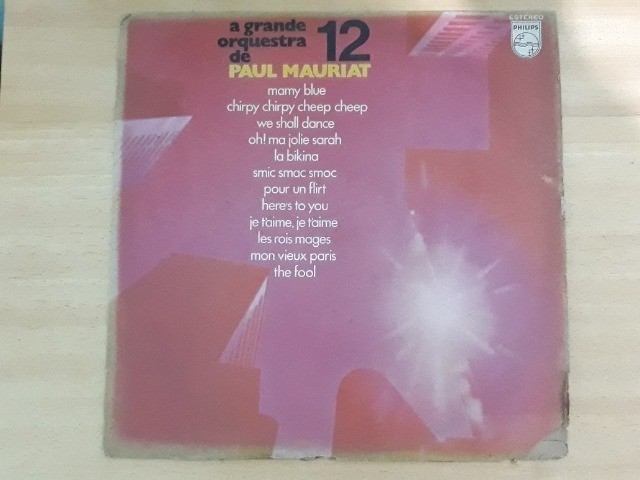 a grande
orquestra 12
de
PAUL MAURIAT
mamy blue
chirpy chirpy cheep cheep
we shall dance
oh! ma jolie sarah
la bikina
smic smac smoc
pour un flirt
here's to you
je t'aime, je t'aime
les rois mages
mon vieux paris
the fool
ESTÉREO
PHILIPS